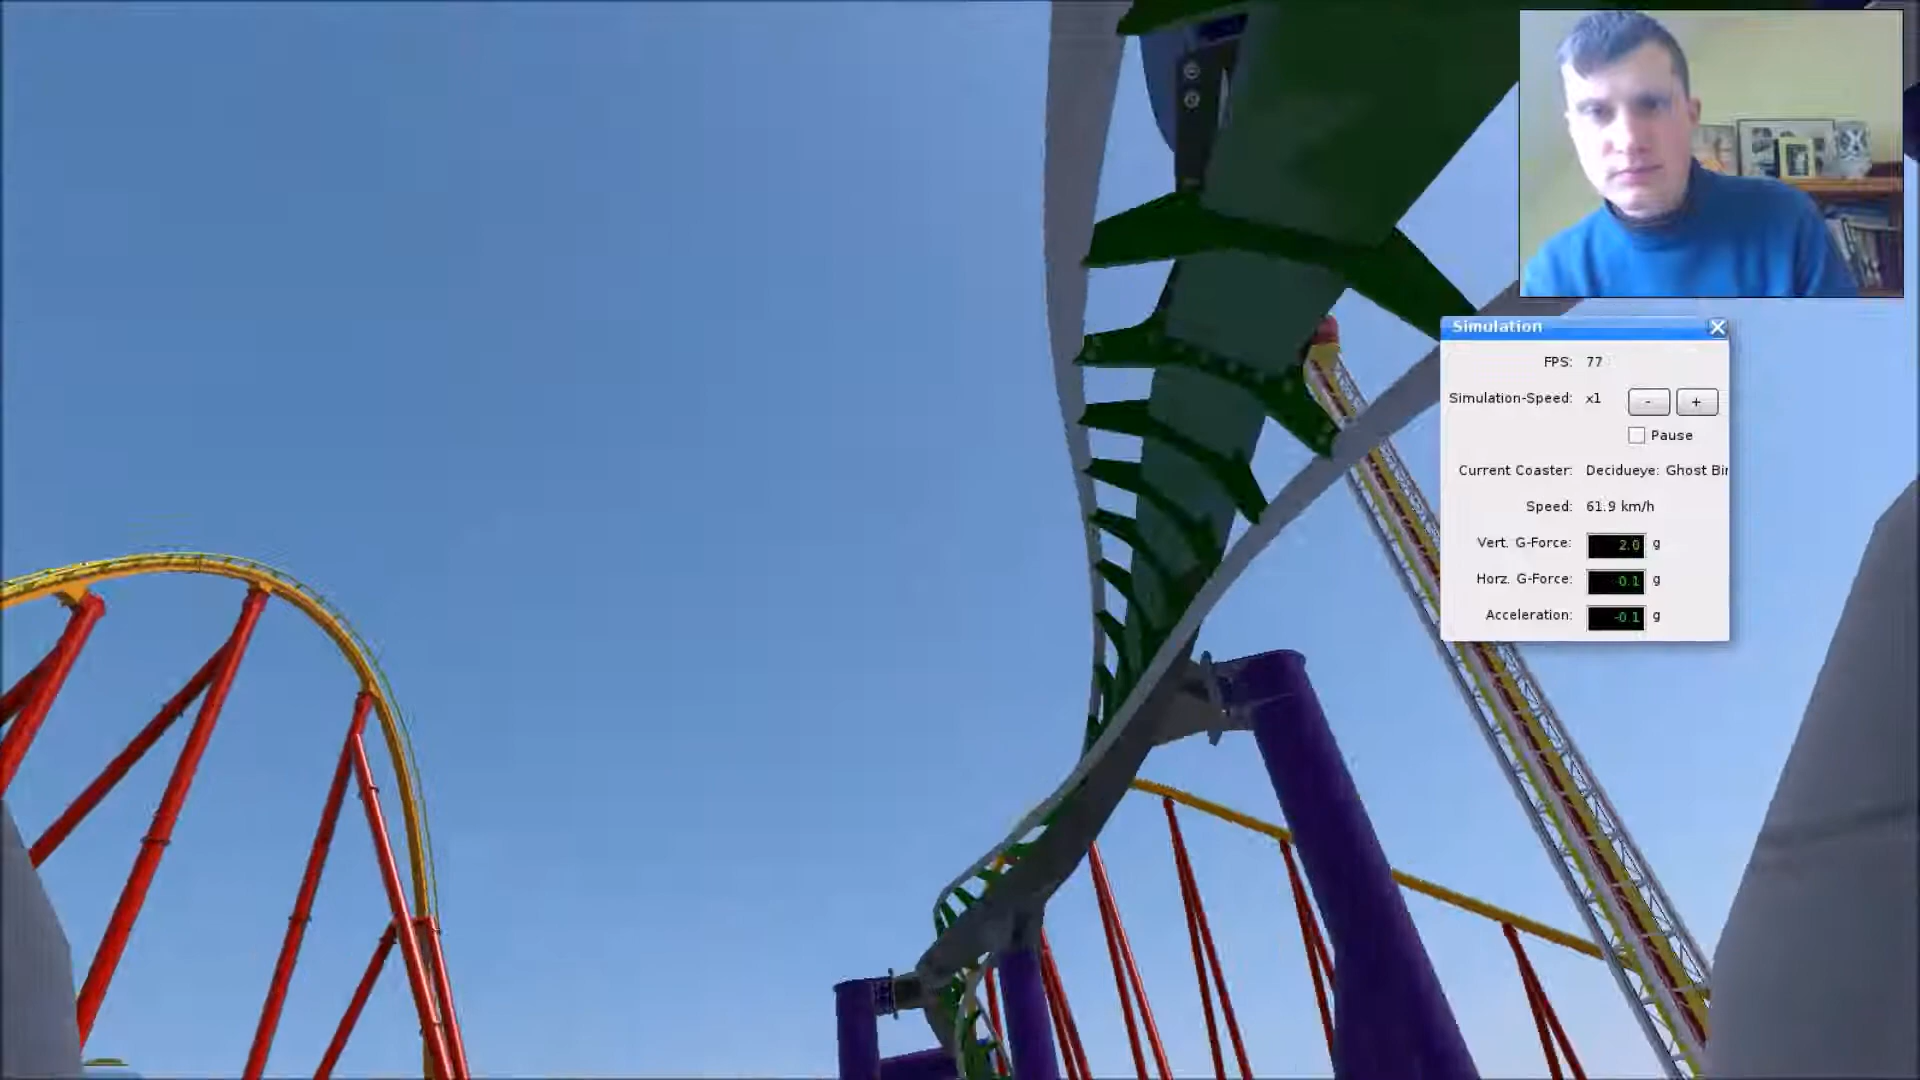 Simulation
FPS: 77
Simulation-Speed: x1 - +
Pause
Current Coaster: Decidueye: Ghost Bir
Speed: 61.9 km/h
Vert. G-Force: 2.0 g
Horz. G-Force: -0.1 g
Acceleration: -0.1 g